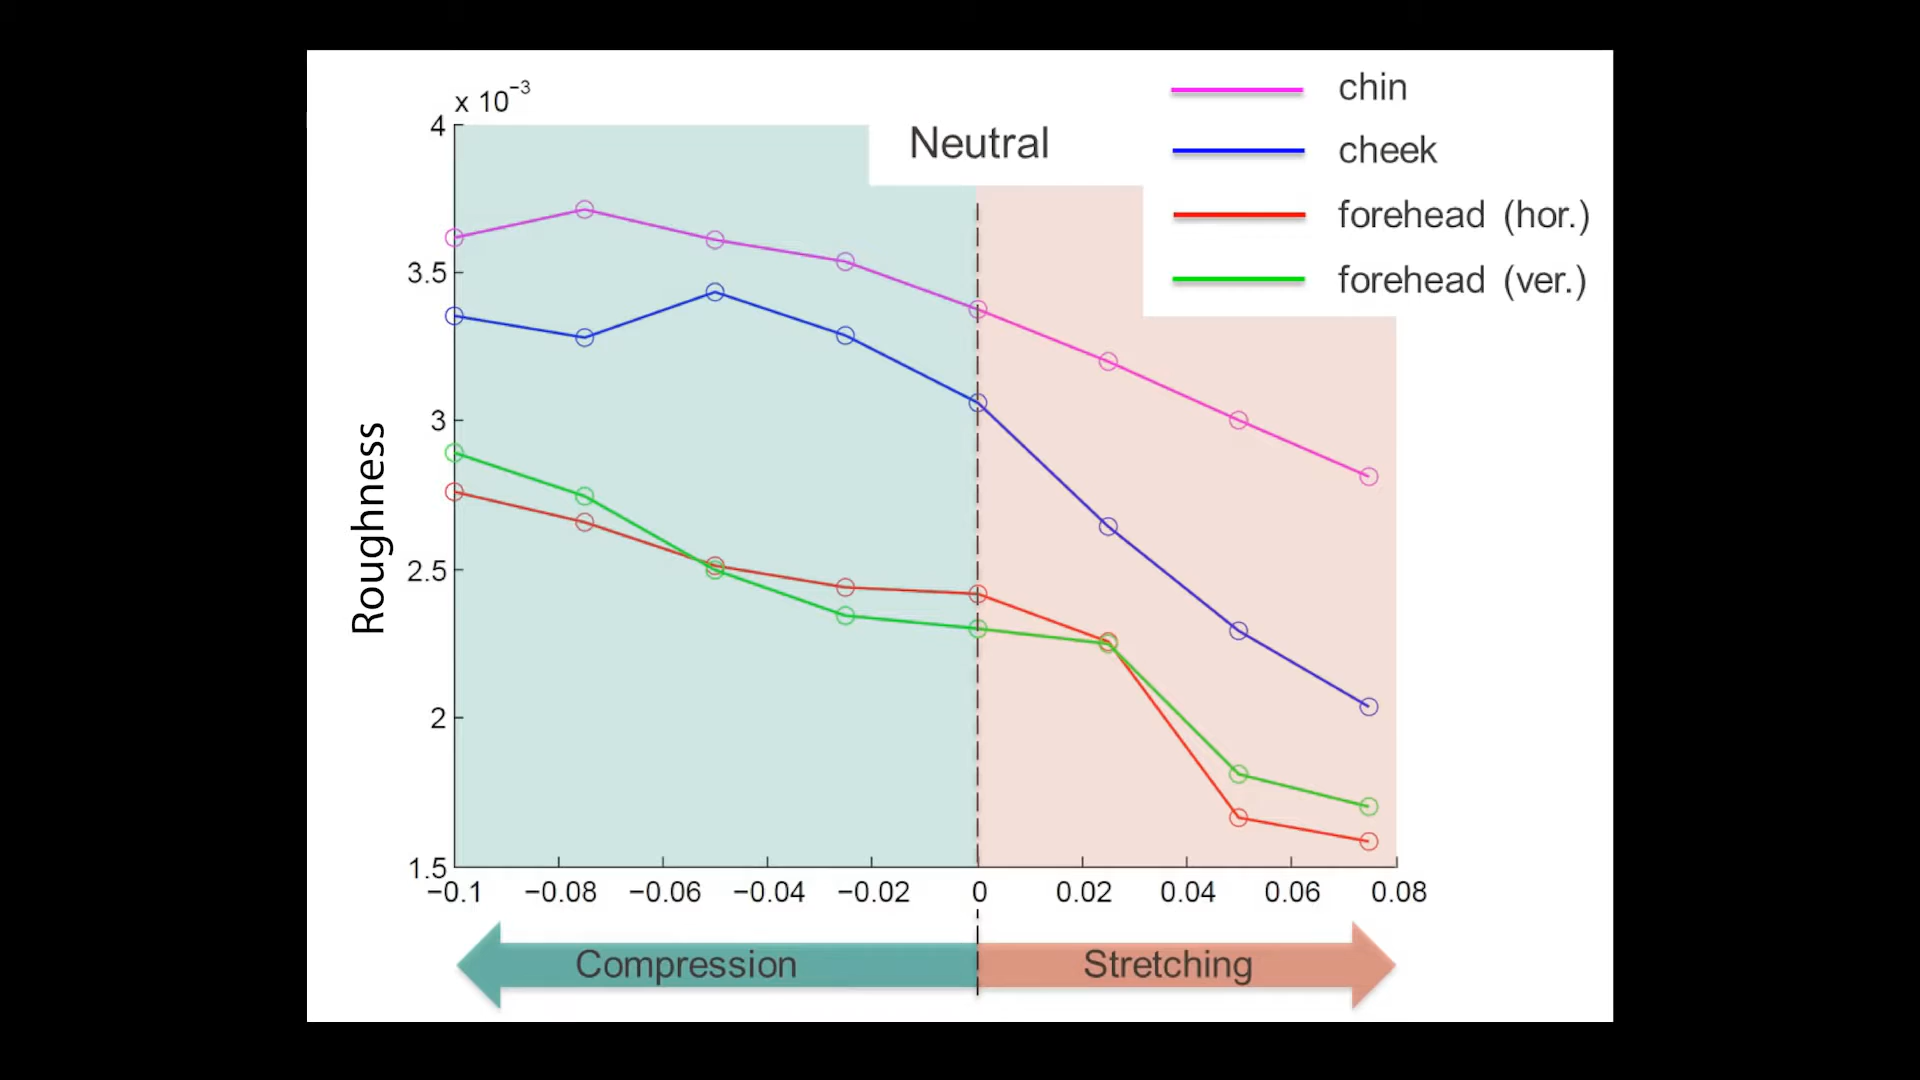 x 10⁻³
4
3.5
3
2.5
2
1.5
Roughness
Neutral
chin
cheek
forehead (hor.)
forehead (ver.)
−0.1 −0.08 −0.06 −0.04 −0.02 0 0.02 0.04 0.06 0.08
Compression Stretching